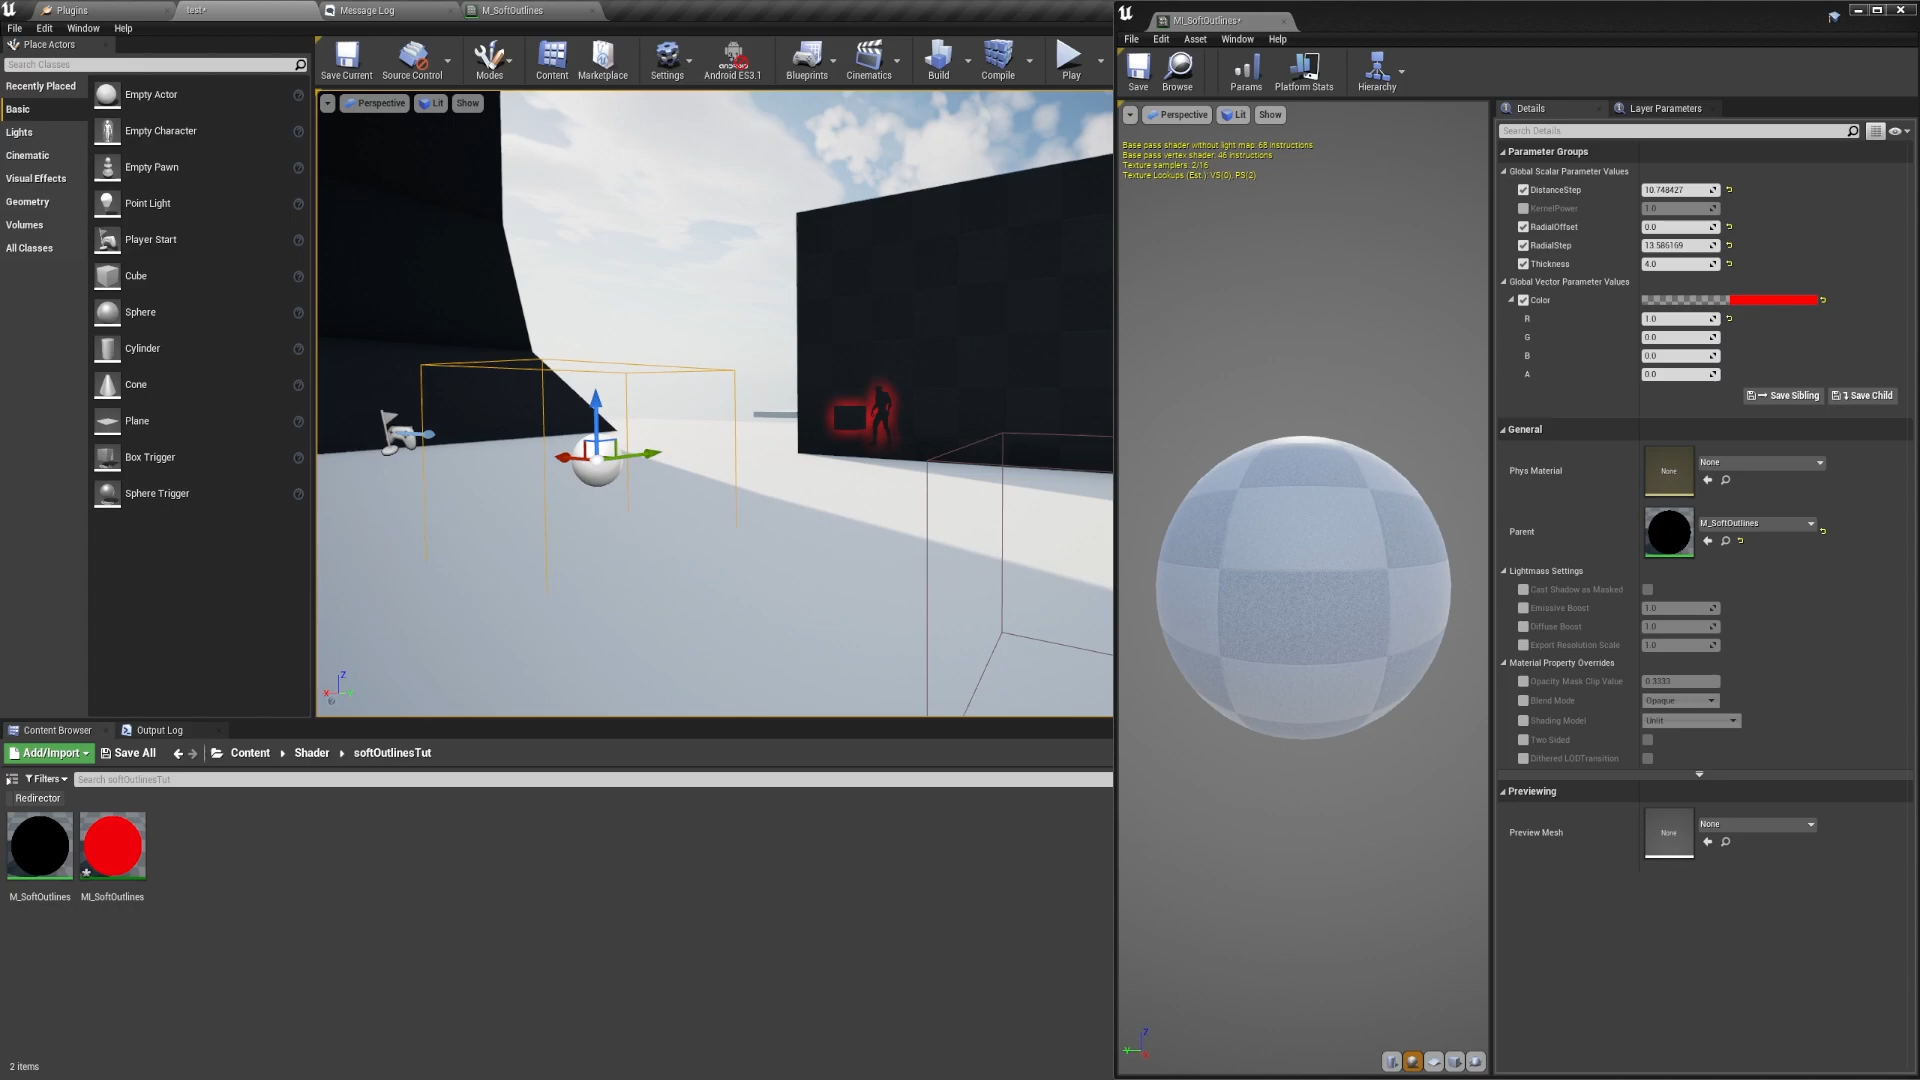 Plugins
test*
Message Log
M_SoftOutlines
File Edit Window Help
Place Actors
Search Classes
Recently Placed
Basic
Lights
Cinematic
Visual Effects
Geometry
Volumes
All Classes
Empty Actor
Empty Character
Empty Pawn
Point Light
Player Start
Cube
Sphere
Cylinder
Cone
Plane
Box Trigger
Sphere Trigger
Save Current
Source Control
Modes
Content
Marketplace
Settings
Android ES3.1
Blueprints
Cinematics
Build
Compile
Play
Perspective Lit Show
Content Browser
Output Log
Add/Import
Save All
Content Shader softOutlinesTut
Filters
Search softOutlinesTut
Redirector
M_SoftOutlines
MI_SoftOutlines
2 items
MI_SoftOutlines*
File Edit Asset Window Help
Save
Browse
Params
Platform Stats
Hierarchy
Perspective Lit Show
Base pass shader without light map: 68 instructions
Base pass vertex shader: 46 instructions
Texture samplers: 2/16
Texture Lookups (Est.): VS(0), PS(2)
Details
Layer Parameters
Search Details
Parameter Groups
Global Scalar Parameter Values
DistanceStep 10.748427
KernelPower 1.0
RadialOffset 0.0
RadialStep 13.586169
Thickness 4.0
Global Vector Parameter Values
Color
R 1.0
G 0.0
B 0.0
A 0.0
Save Sibling
Save Child
General
Phys Material None None
Parent M_SoftOutlines
Lightmass Settings
Cast Shadow as Masked
Emissive Boost 1.0
Diffuse Boost 1.0
Export Resolution Scale 1.0
Material Property Overrides
Opacity Mask Clip Value 0.3333
Blend Mode Opaque
Shading Model Unlit
Two Sided
Dithered LODTransition
Previewing
Preview Mesh None None